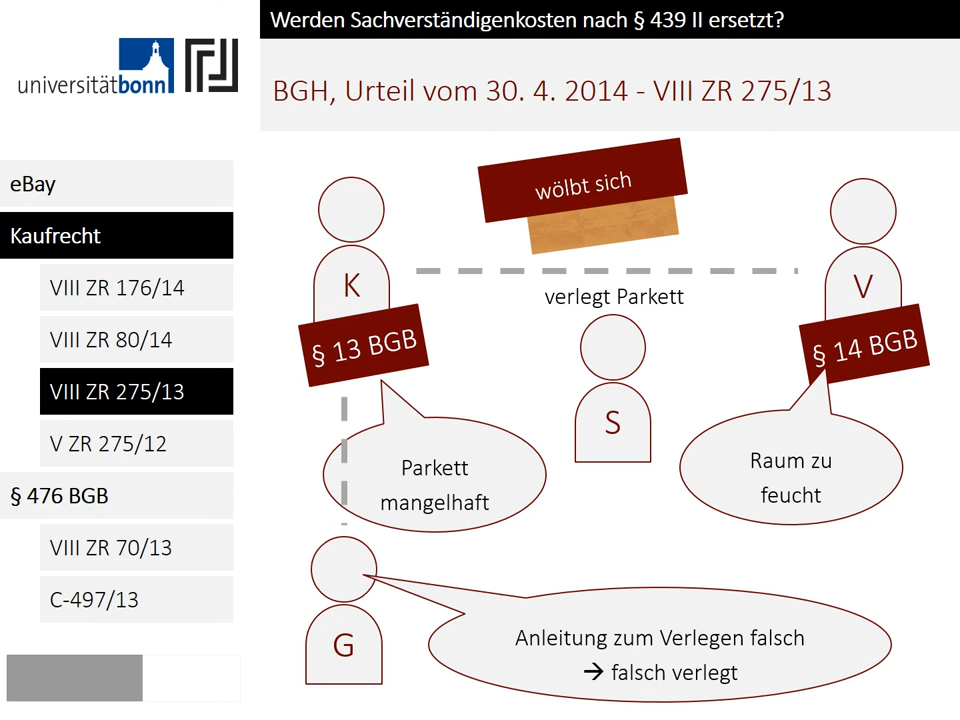 Werden Sachverständigenkosten nach § 439 II ersetzt?
universitätbonn
BGH, Urteil vom 30. 4. 2014 - VIII ZR 275/13
eBay
Kaufrecht
VIII ZR 176/14
VIII ZR 80/14
VIII ZR 275/13
V ZR 275/12
§ 476 BGB
VIII ZR 70/13
C-497/13
wölbt sich
K
V
verlegt Parkett
§ 13 BGB
§ 14 BGB
S
Parkett
mangelhaft
Raum zu
feucht
G
Anleitung zum Verlegen falsch
→ falsch verlegt